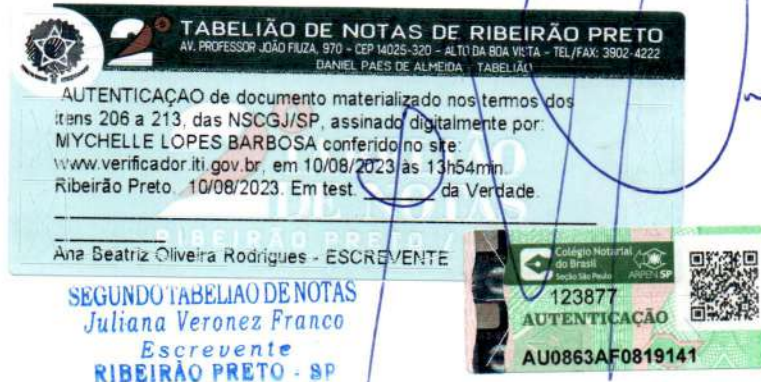 2º TABELIÃO DE NOTAS DE RIBEIRÃO PRETO
AV. PROFESSOR JOÃO FIUZA, 970 - CEP 14025-320 - ALTO DA BOA VISTA - TEL/FAX: 3902-4222
DANIEL PAES DE ALMEIDA - TABELIÃO
AUTENTICAÇAO de documento materializado nos termos dos
itens 206 a 213, das NSCGJ/SP, assinado digitalmente por:
MYCHELLE LOPES BARBOSA conferido no site:
www.verificador.iti.gov.br, em 10/08/2023 às 13h54min.
Ribeirão Preto, 10/08/2023. Em test. ______ da Verdade.
Ana Beatriz Oliveira Rodrigues - ESCREVENTE
SEGUNDO TABELIAO DE NOTAS
Juliana Veronez Franco
Escrevente
RIBEIRÃO PRETO - SP
Colégio Notarial
do Brasil
Seção São Paulo
ARPEN SP
123877
AUTENTICAÇÃO
AU0863AF0819141